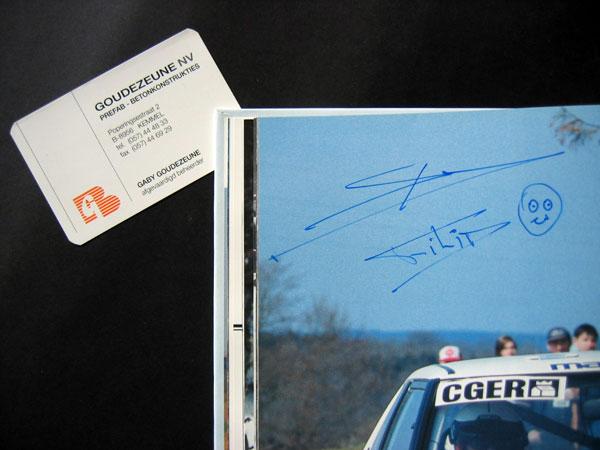 GOUDEZEUNE NV
PREFAB - BETONKONSTRUKTIES
Poperingsestraat 2
B-8956 KEMMEL
tel. (057) 44 48 33
fax (057) 44 69 29
GABY GOUDEZEUNE
afgevaardigd beheerder
CGER